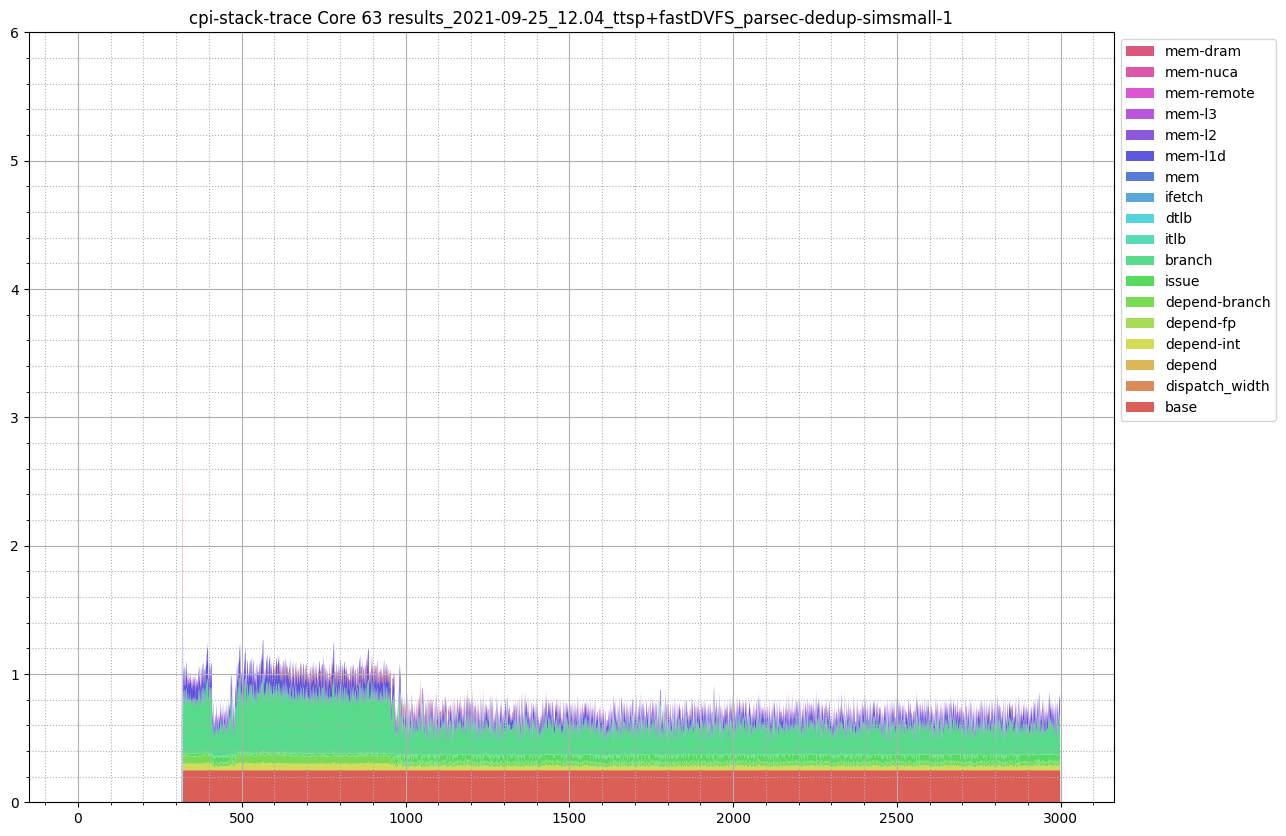 cpi-stack-trace Core 63 results_2021-09-25_12.04_ttsp+fastDVFS_parsec-dedup-simsmall-1
6
5
4
3
2
1
0
0 500 1000 1500 2000 2500 3000
mem-dram
mem-nuca
mem-remote
mem-l3
mem-l2
mem-l1d
mem
ifetch
dtlb
itlb
branch
issue
depend-branch
depend-fp
depend-int
depend
dispatch_width
base